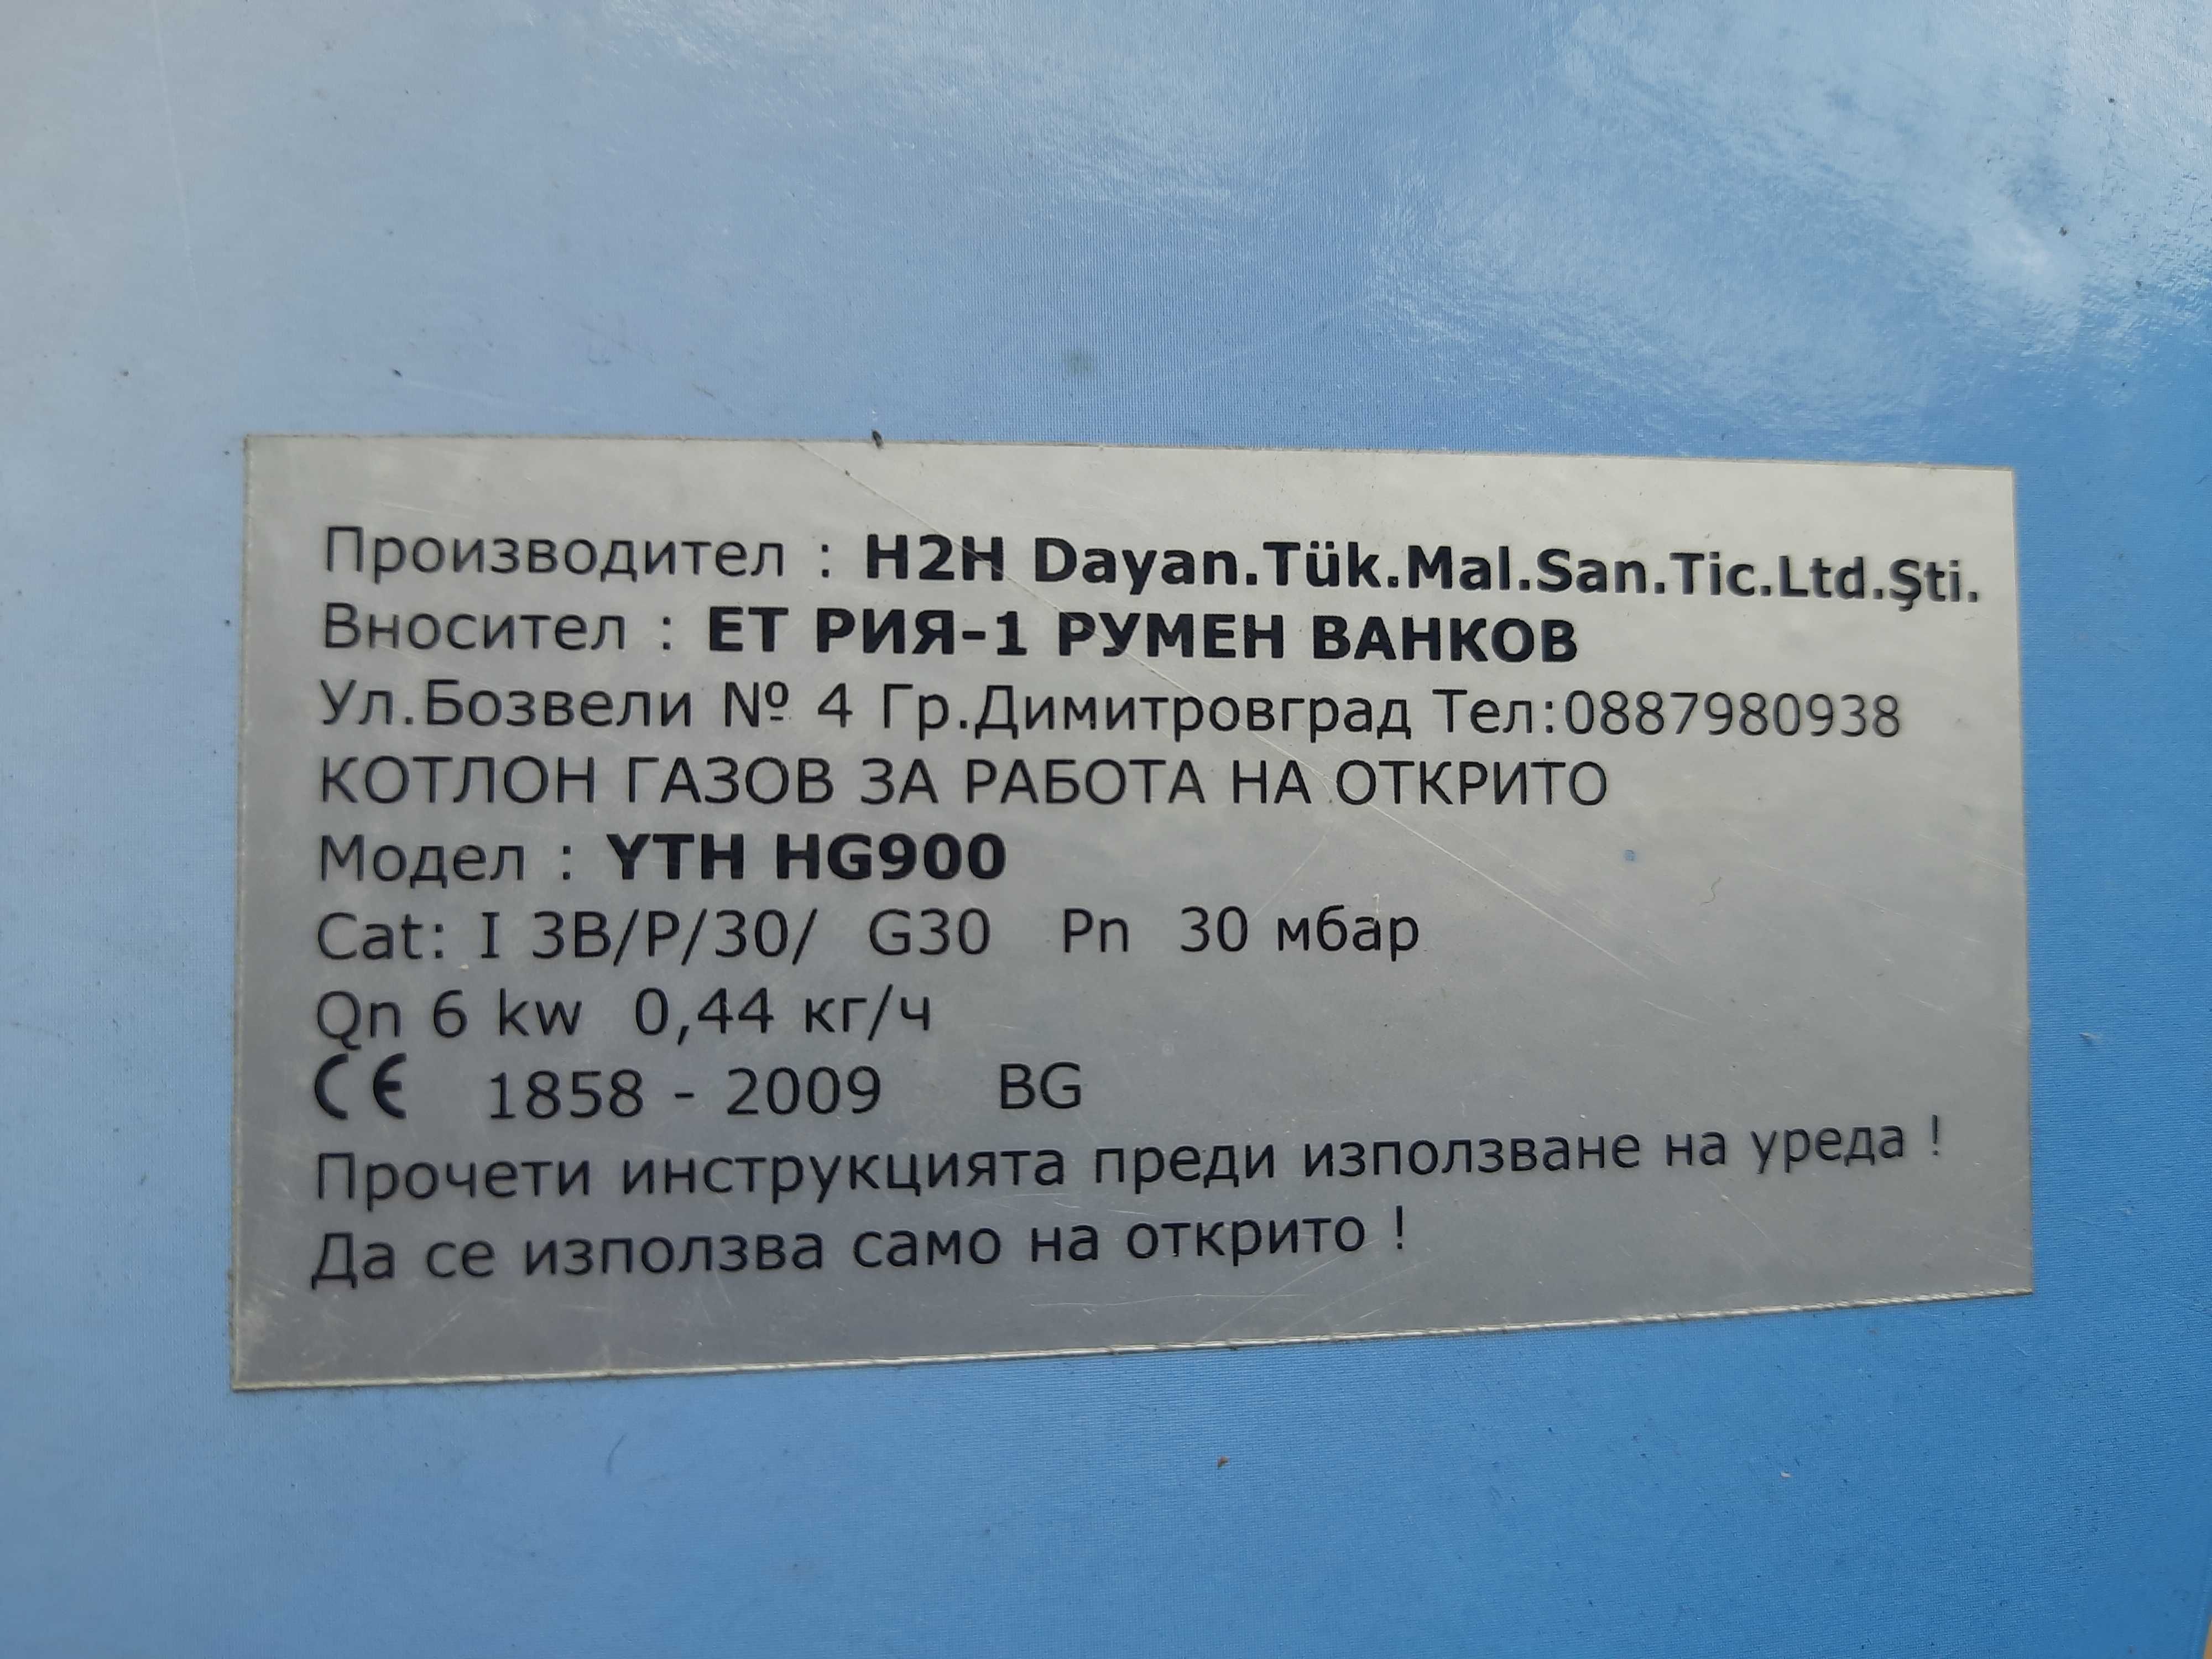 Производител : H2H Dayan.Tük.Mal.San.Tic.Ltd.Şti.
Вносител : ЕТ РИЯ-1 РУМЕН ВАНКОВ
Ул.Бозвели № 4 Гр.Димитровград Тел:0887980938
КОТЛОН ГАЗОВ ЗА РАБОТА НА ОТКРИТО
Модел : YTH HG900
Cat: I 3B/P/30/ G30 Pn 30 мбар
Qn 6 kw 0,44 кг/ч
CE 1858 - 2009 BG
Прочети инструкцията преди използване на уреда !
Да се използва само на открито !